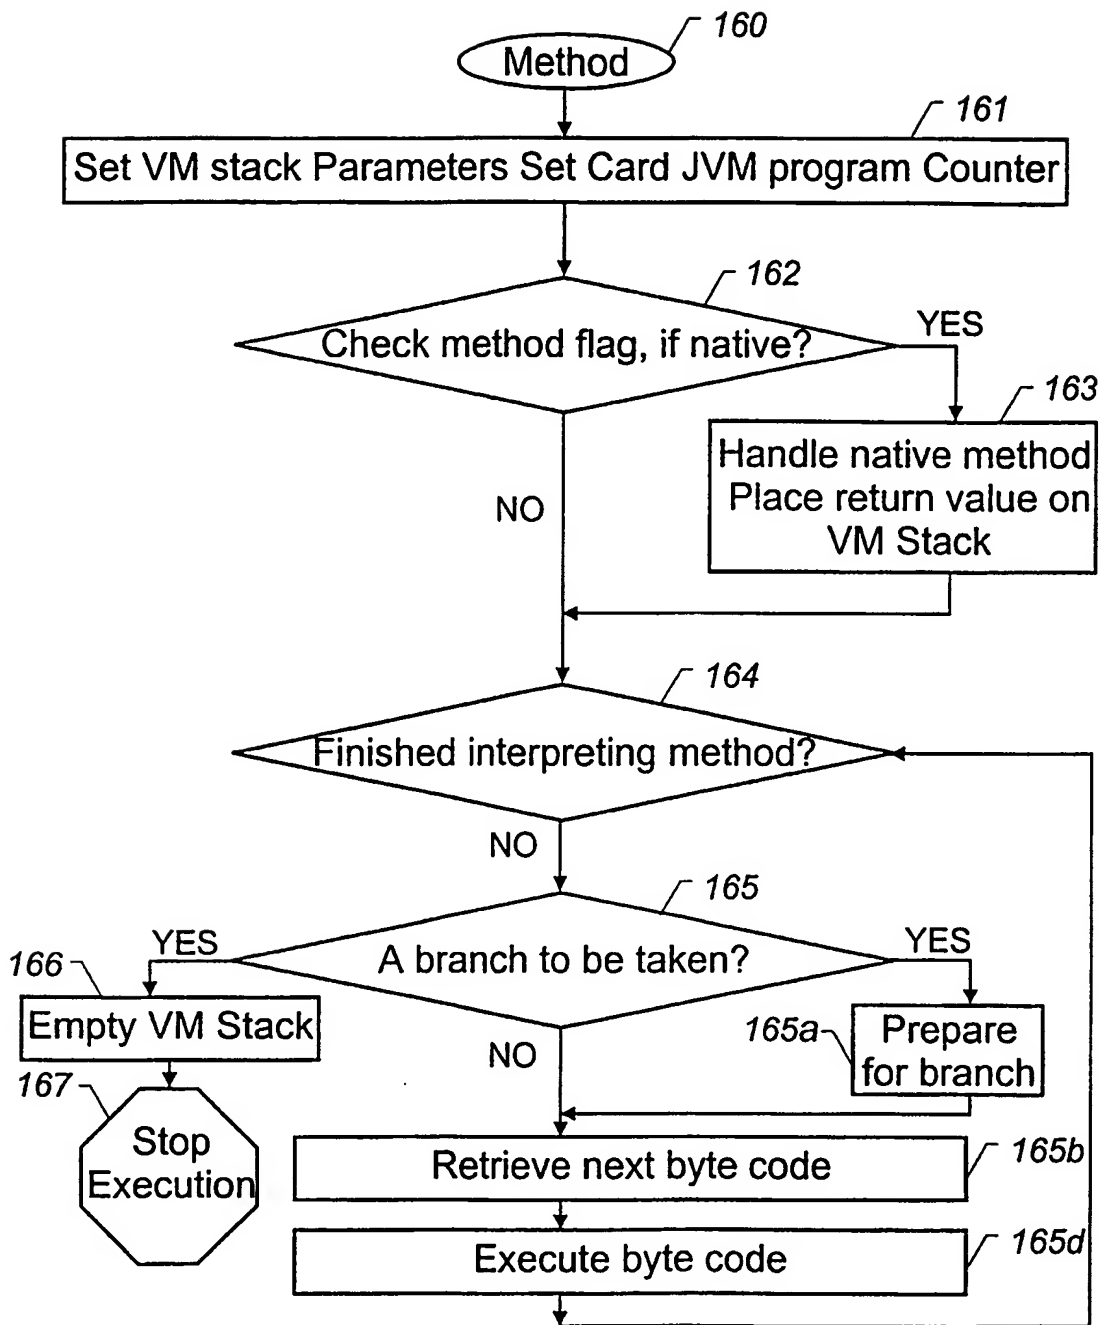 160
Method
161
Set VM stack Parameters Set Card JVM program Counter
162
Check method flag, if native?
YES
163
Handle native method
Place return value on
VM Stack
NO
164
Finished interpreting method?
NO
165
A branch to be taken?
YES
YES
166
Empty VM Stack
165a
Prepare
for branch
NO
167
Stop
Execution
Retrieve next byte code
165b
Execute byte code
165d